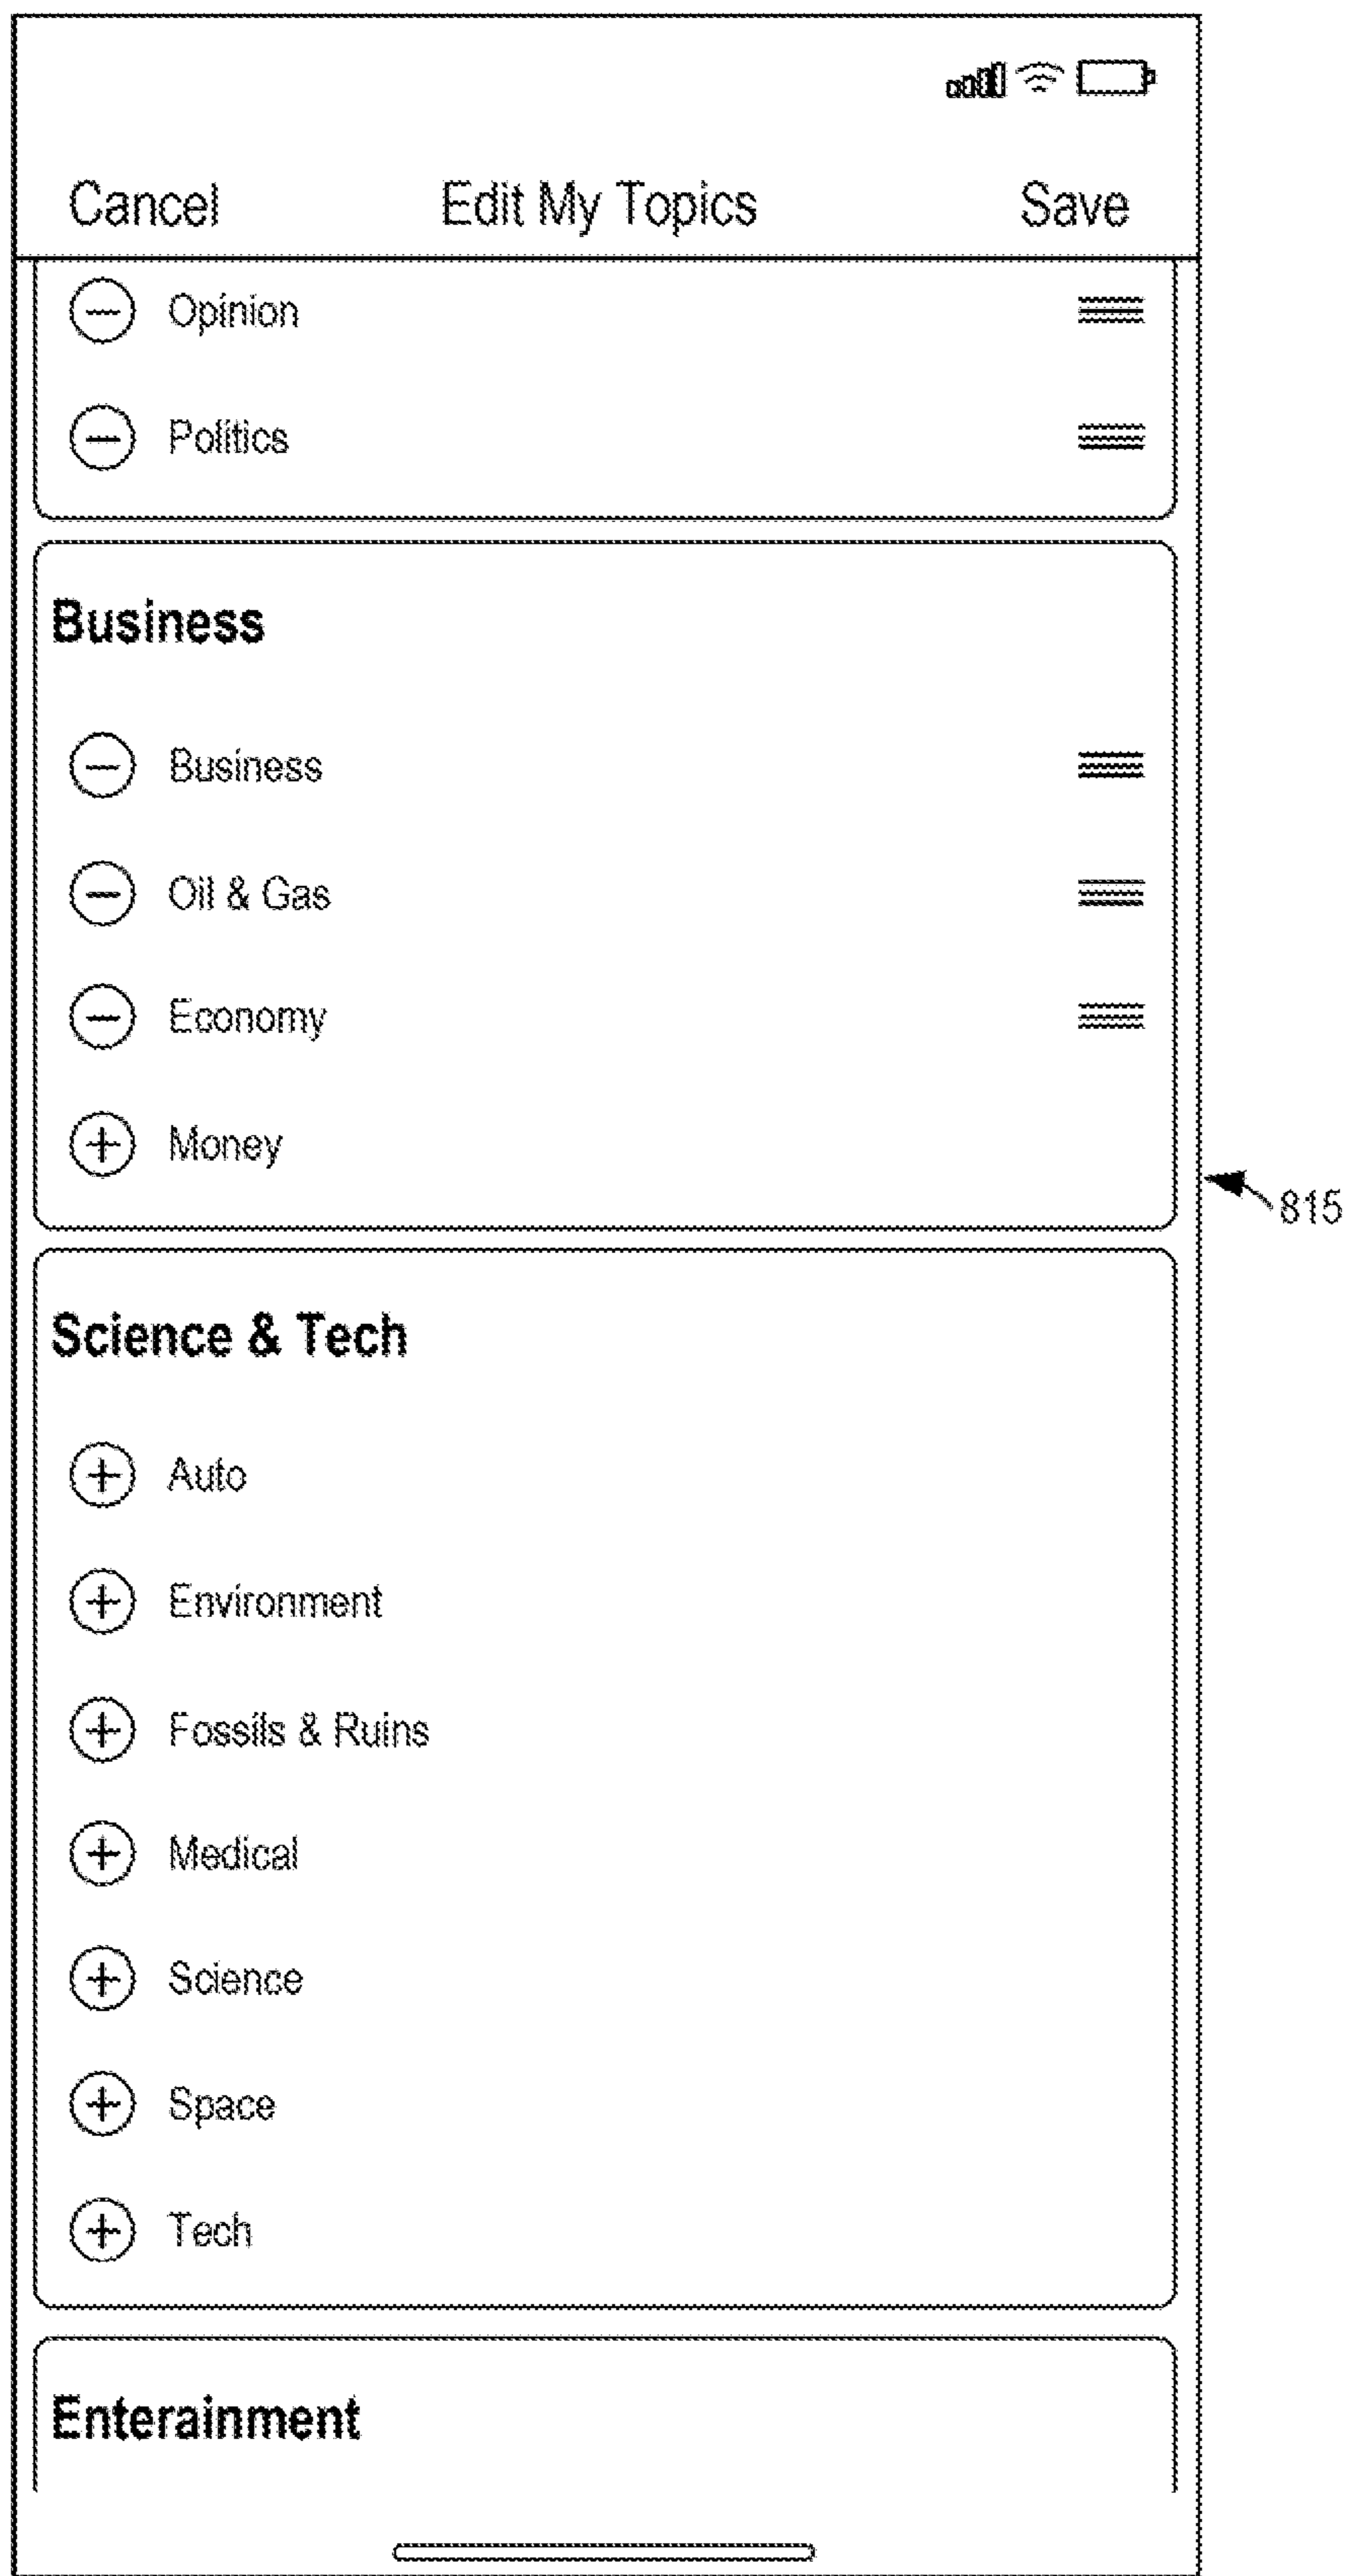 Cancel Edit My Topics Save
Opinion
Politics
Business
Business
Oil & Gas
Economy
Money
815
Science & Tech
Auto
Environment
Fossils & Ruins
Medical
Science
Space
Tech
Enterainment